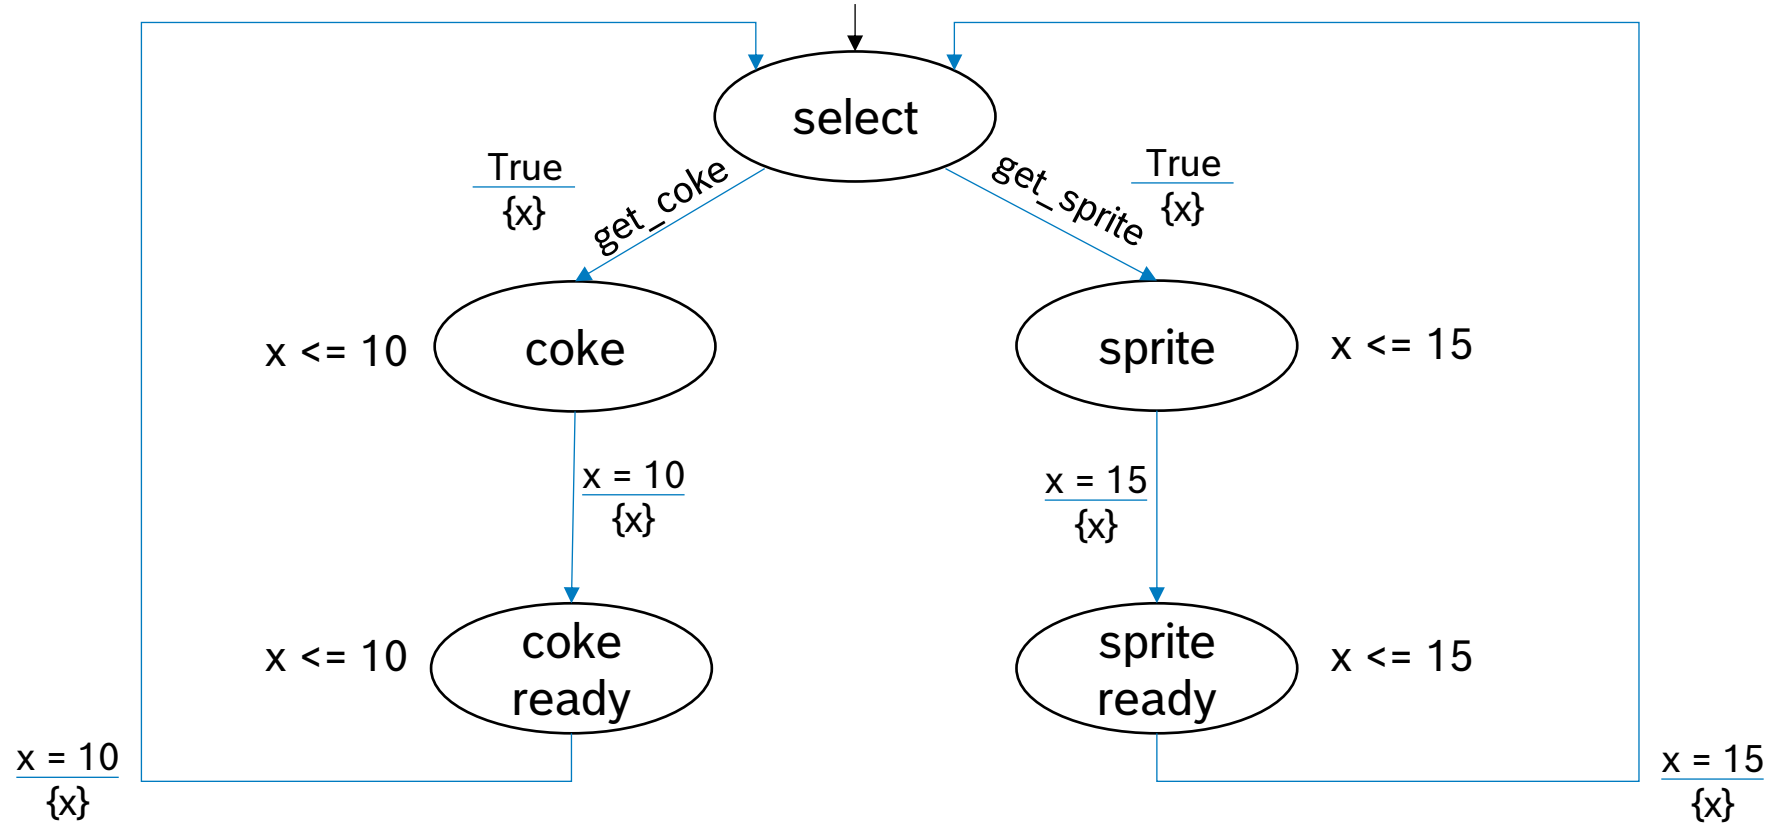 select
True
{x}
get_coke
get_sprite
True
{x}
x <= 10
coke
sprite
x <= 15
x = 10
{x}
x = 15
{x}
x <= 10
coke
ready
sprite
ready
x <= 15
x = 10
{x}
x = 15
{x}